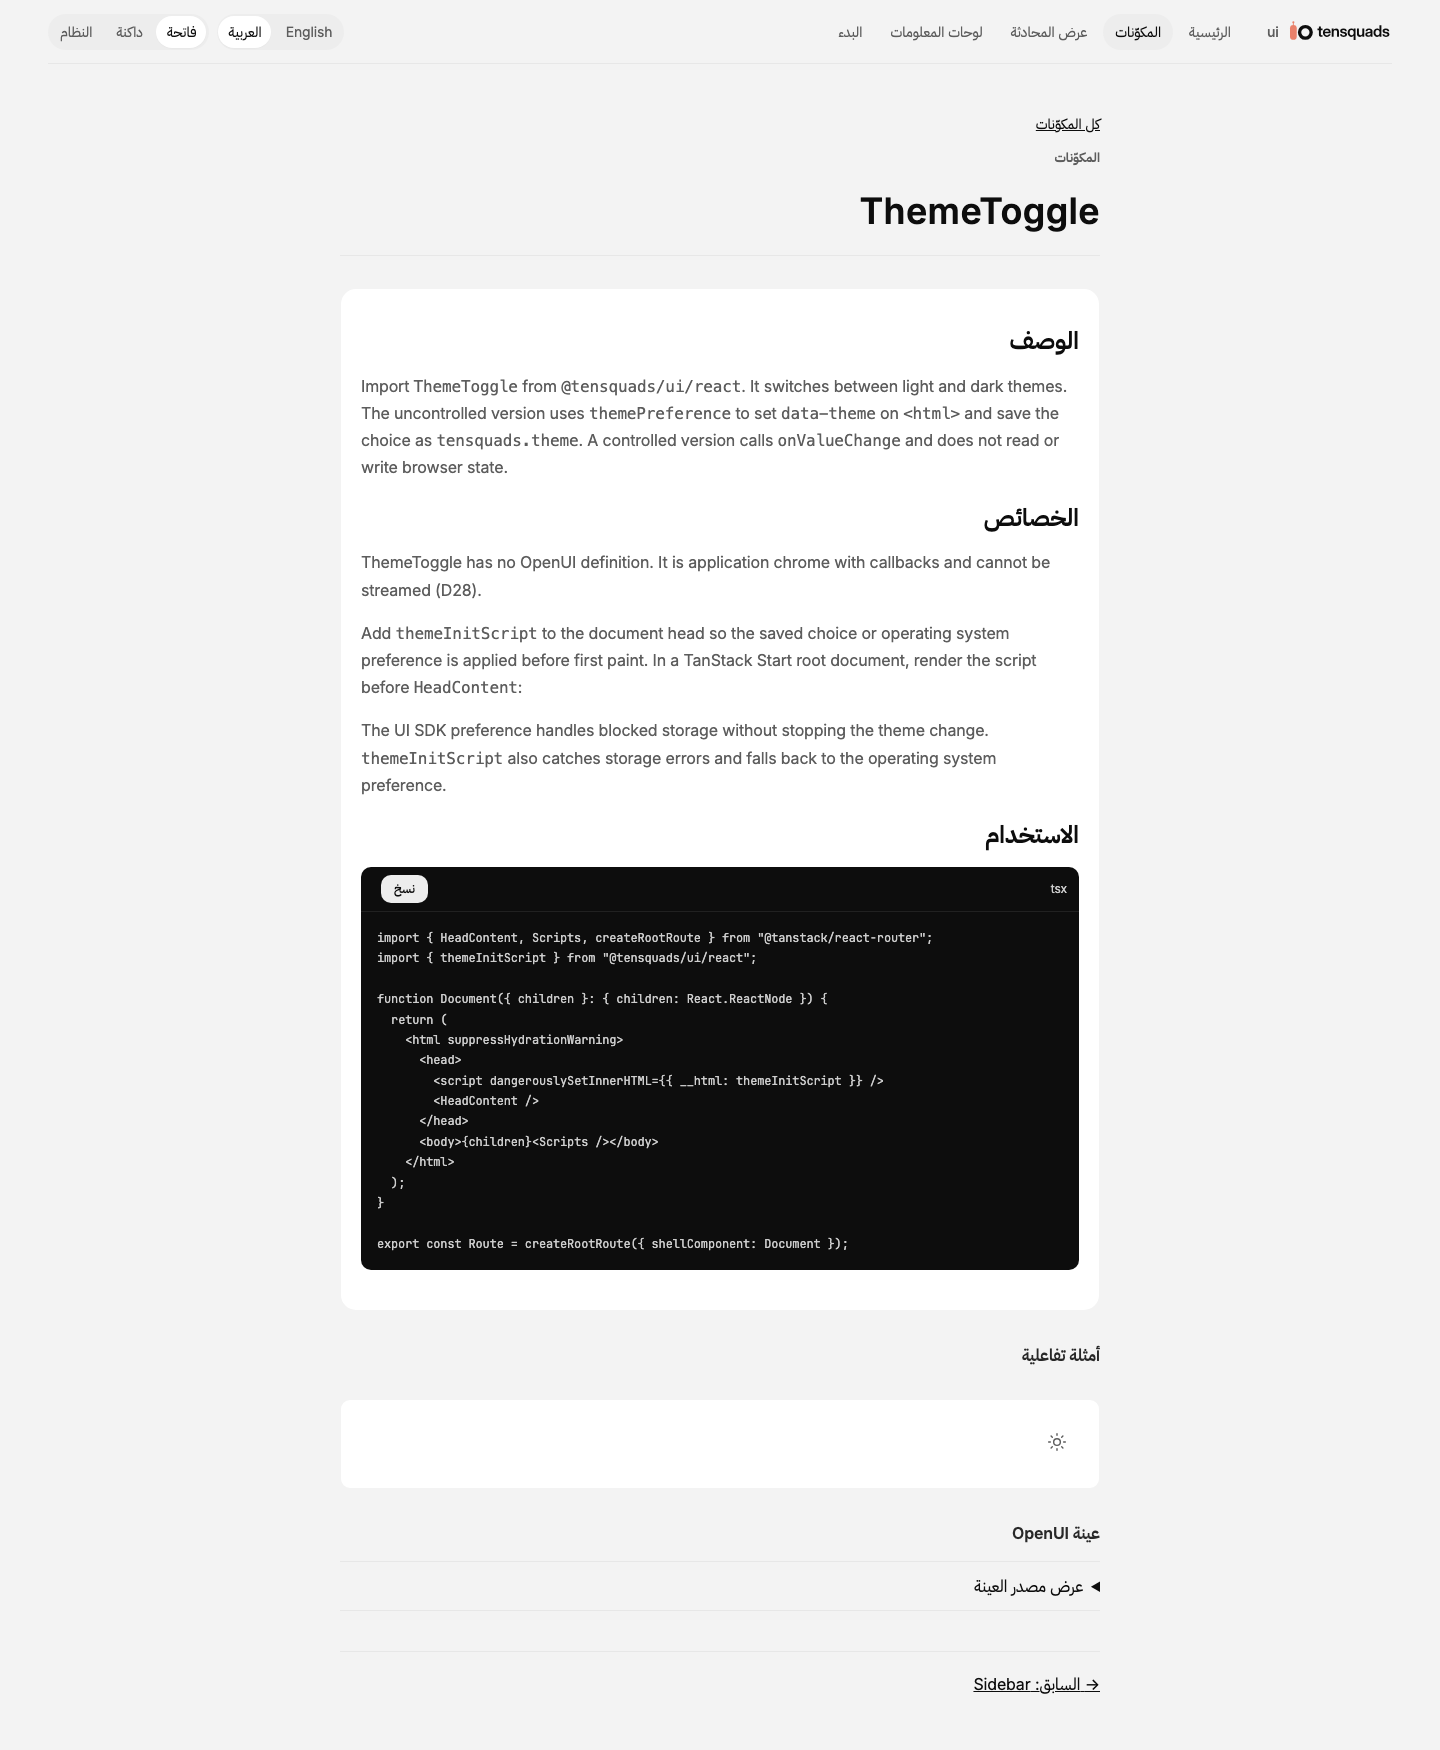 tensquads ui
الرئيسية
المكوّنات
عرض المحادثة
لوحات المعلومات
البدء
English
العربية
فاتحة
داكنة
النظام
كل المكوّنات
المكوّنات
ThemeToggle
الوصف
Import ThemeToggle from @tensquads/ui/react. It switches between light and dark themes.
The uncontrolled version uses themePreference to set data-theme on <html> and save the
choice as tensquads.theme. A controlled version calls onValueChange and does not read or
write browser state.
الخصائص
ThemeToggle has no OpenUI definition. It is application chrome with callbacks and cannot be
streamed (D28).
Add themeInitScript to the document head so the saved choice or operating system
preference is applied before first paint. In a TanStack Start root document, render the script
before HeadContent:
The UI SDK preference handles blocked storage without stopping the theme change.
themeInitScript also catches storage errors and falls back to the operating system
preference.
الاستخدام
tsx
نسخ
import { HeadContent, Scripts, createRootRoute } from "@tanstack/react-router";
import { themeInitScript } from "@tensquads/ui/react";
function Document({ children }: { children: React.ReactNode }) {
  return (
    <html suppressHydrationWarning>
      <head>
        <script dangerouslySetInnerHTML={{ __html: themeInitScript }} />
        <HeadContent />
      </head>
      <body>{children}<Scripts /></body>
    </html>
  );
}
export const Route = createRootRoute({ shellComponent: Document });
أمثلة تفاعلية
عينة OpenUI
عرض مصدر العينة
→ السابق: Sidebar